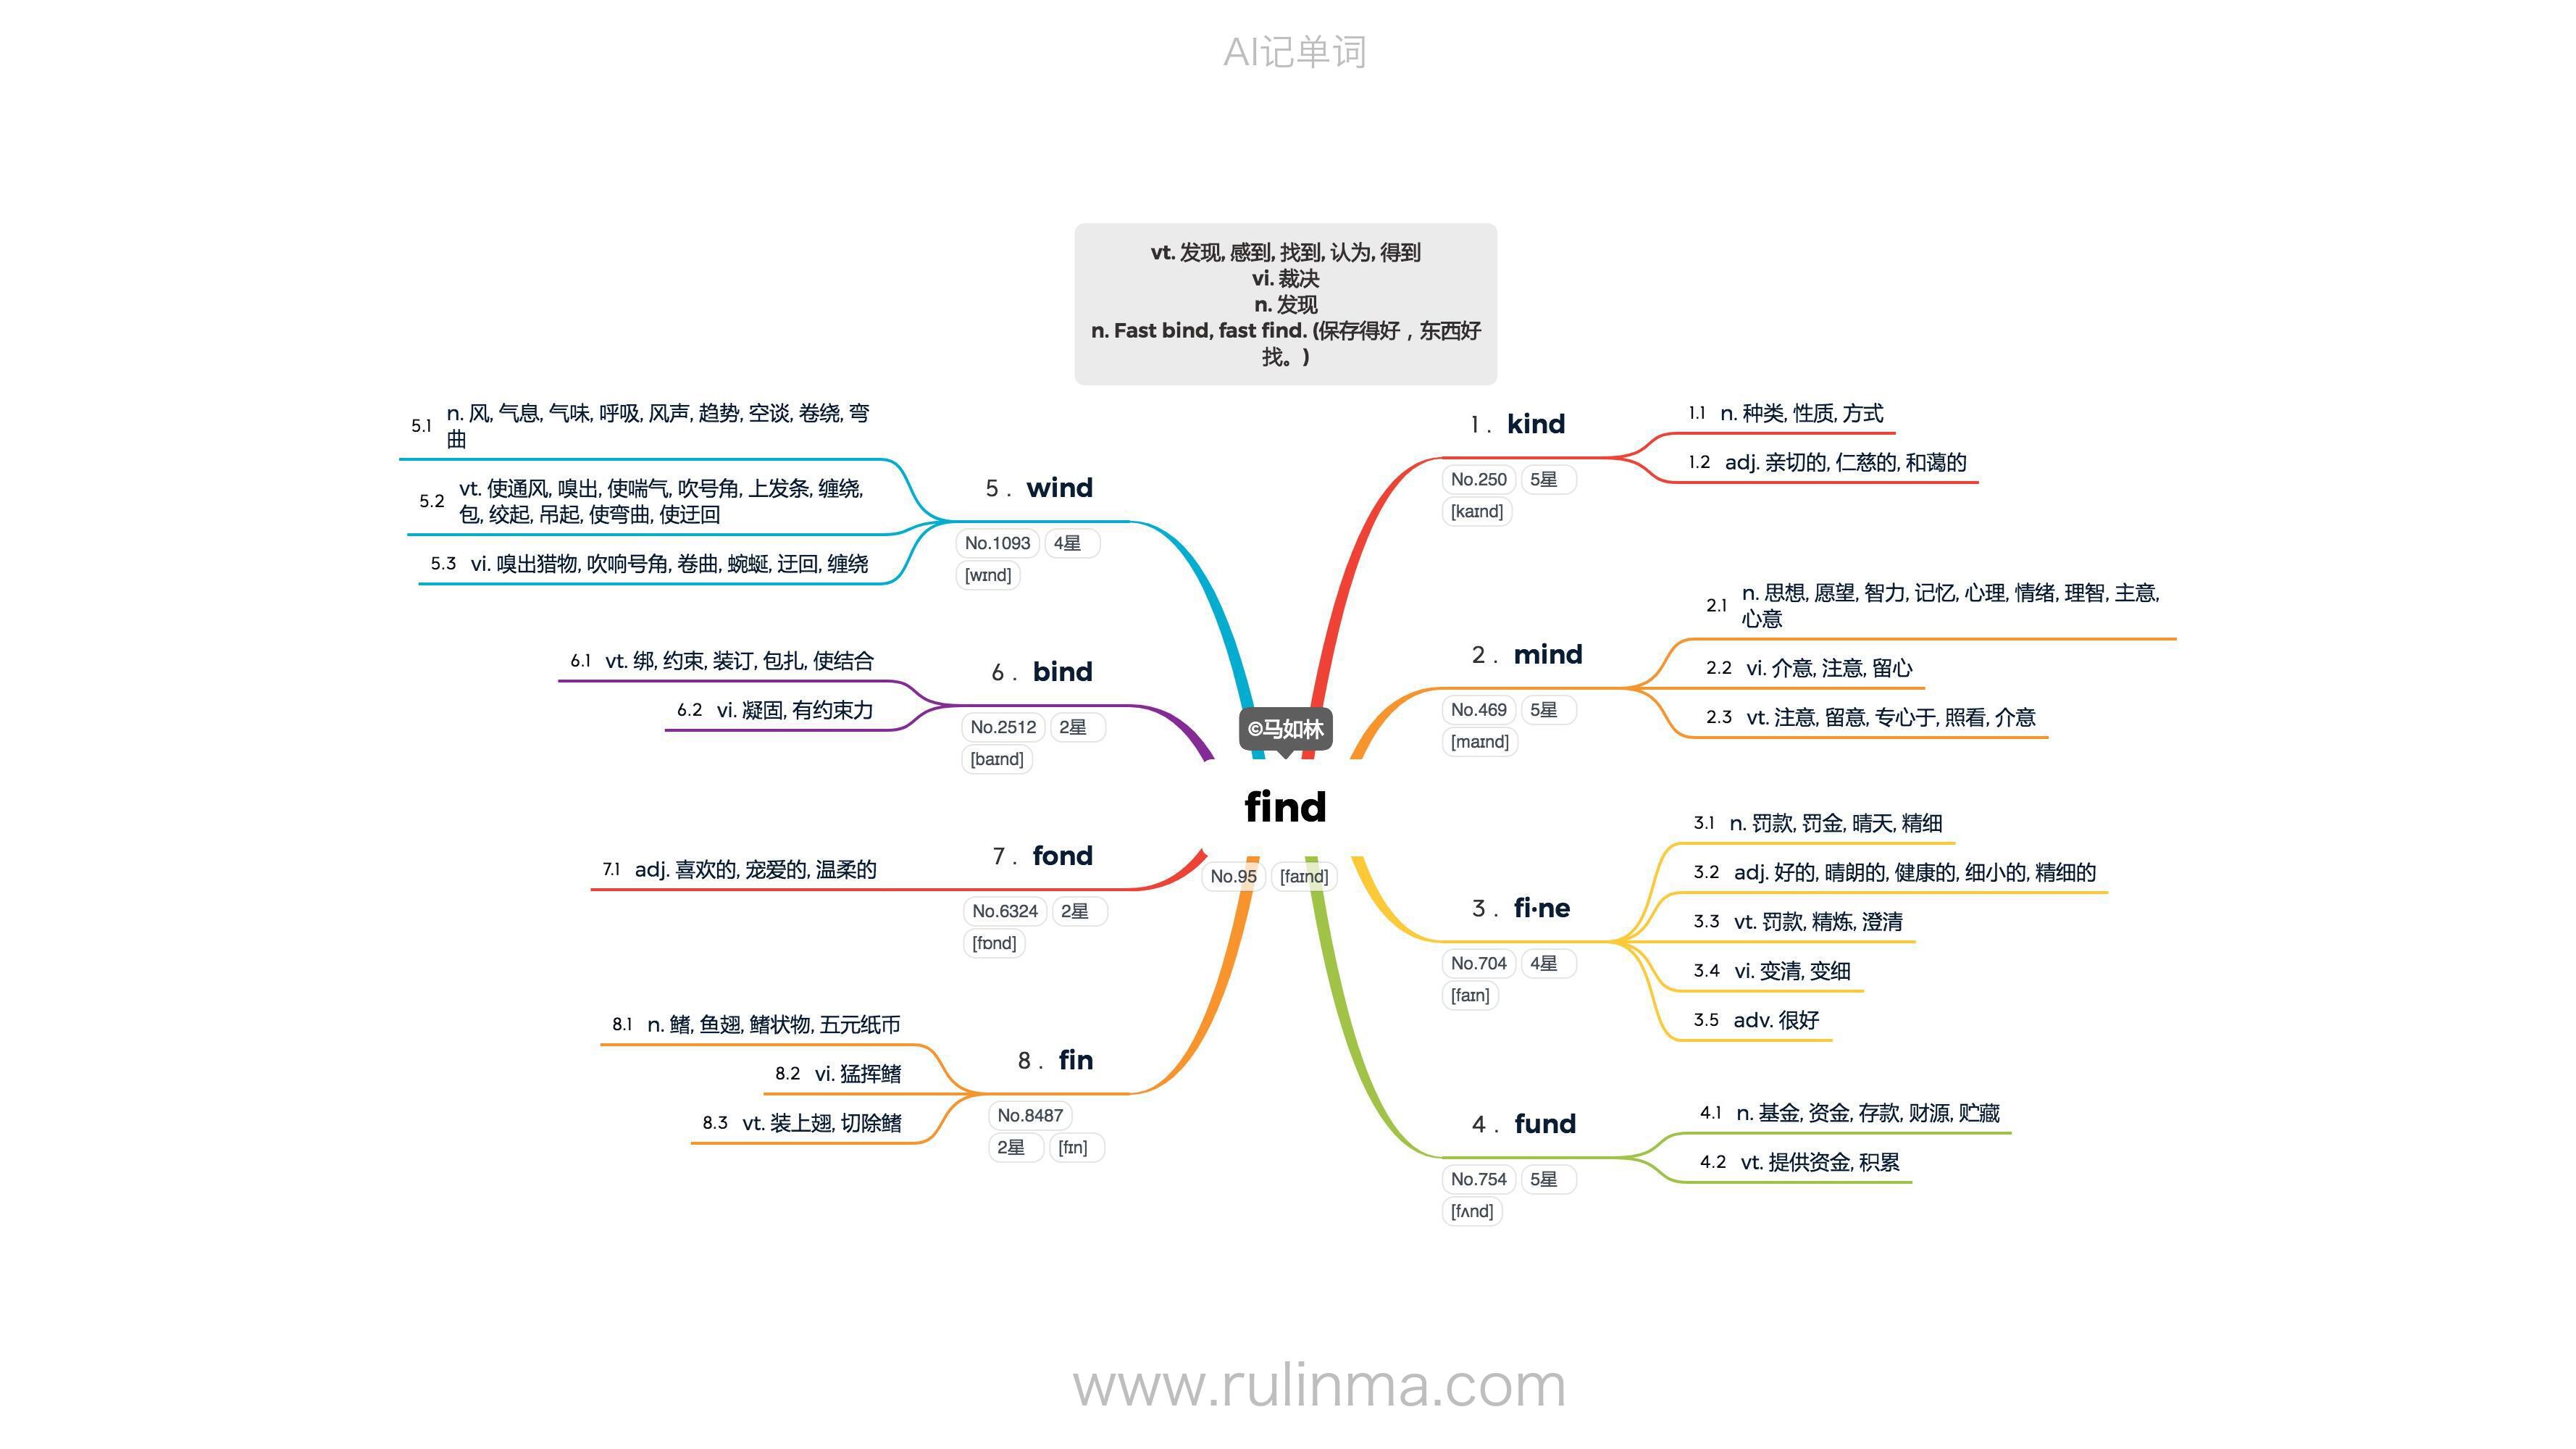 AI记单词
vt. 发现, 感到, 找到, 认为, 得到
vi. 裁决
n. 发现
n. Fast bind, fast find. (保存得好，东西好
找。)
©马如林
find
No.95 [faɪnd]
1 . kind
No.250 5星
[kaɪnd]
1.1 n. 种类, 性质, 方式
1.2 adj. 亲切的, 仁慈的, 和蔼的
2 . mind
No.469 5星
[maɪnd]
2.1 n. 思想, 愿望, 智力, 记忆, 心理, 情绪, 理智, 主意,
心意
2.2 vi. 介意, 注意, 留心
2.3 vt. 注意, 留意, 专心于, 照看, 介意
3 . fi·ne
No.704 4星
[faɪn]
3.1 n. 罚款, 罚金, 晴天, 精细
3.2 adj. 好的, 晴朗的, 健康的, 细小的, 精细的
3.3 vt. 罚款, 精炼, 澄清
3.4 vi. 变清, 变细
3.5 adv. 很好
4 . fund
No.754 5星
[fʌnd]
4.1 n. 基金, 资金, 存款, 财源, 贮藏
4.2 vt. 提供资金, 积累
5 . wind
No.1093 4星
[wɪnd]
5.1 n. 风, 气息, 气味, 呼吸, 风声, 趋势, 空谈, 卷绕, 弯
曲
5.2 vt. 使通风, 嗅出, 使喘气, 吹号角, 上发条, 缠绕,
包, 绞起, 吊起, 使弯曲, 使迂回
5.3 vi. 嗅出猎物, 吹响号角, 卷曲, 蜿蜒, 迂回, 缠绕
6 . bind
No.2512 2星
[baɪnd]
6.1 vt. 绑, 约束, 装订, 包扎, 使结合
6.2 vi. 凝固, 有约束力
7 . fond
No.6324 2星
[fɒnd]
7.1 adj. 喜欢的, 宠爱的, 温柔的
8 . fin
No.8487
2星 [fɪn]
8.1 n. 鳍, 鱼翅, 鳍状物, 五元纸币
8.2 vi. 猛挥鳍
8.3 vt. 装上翅, 切除鳍
www.rulinma.com